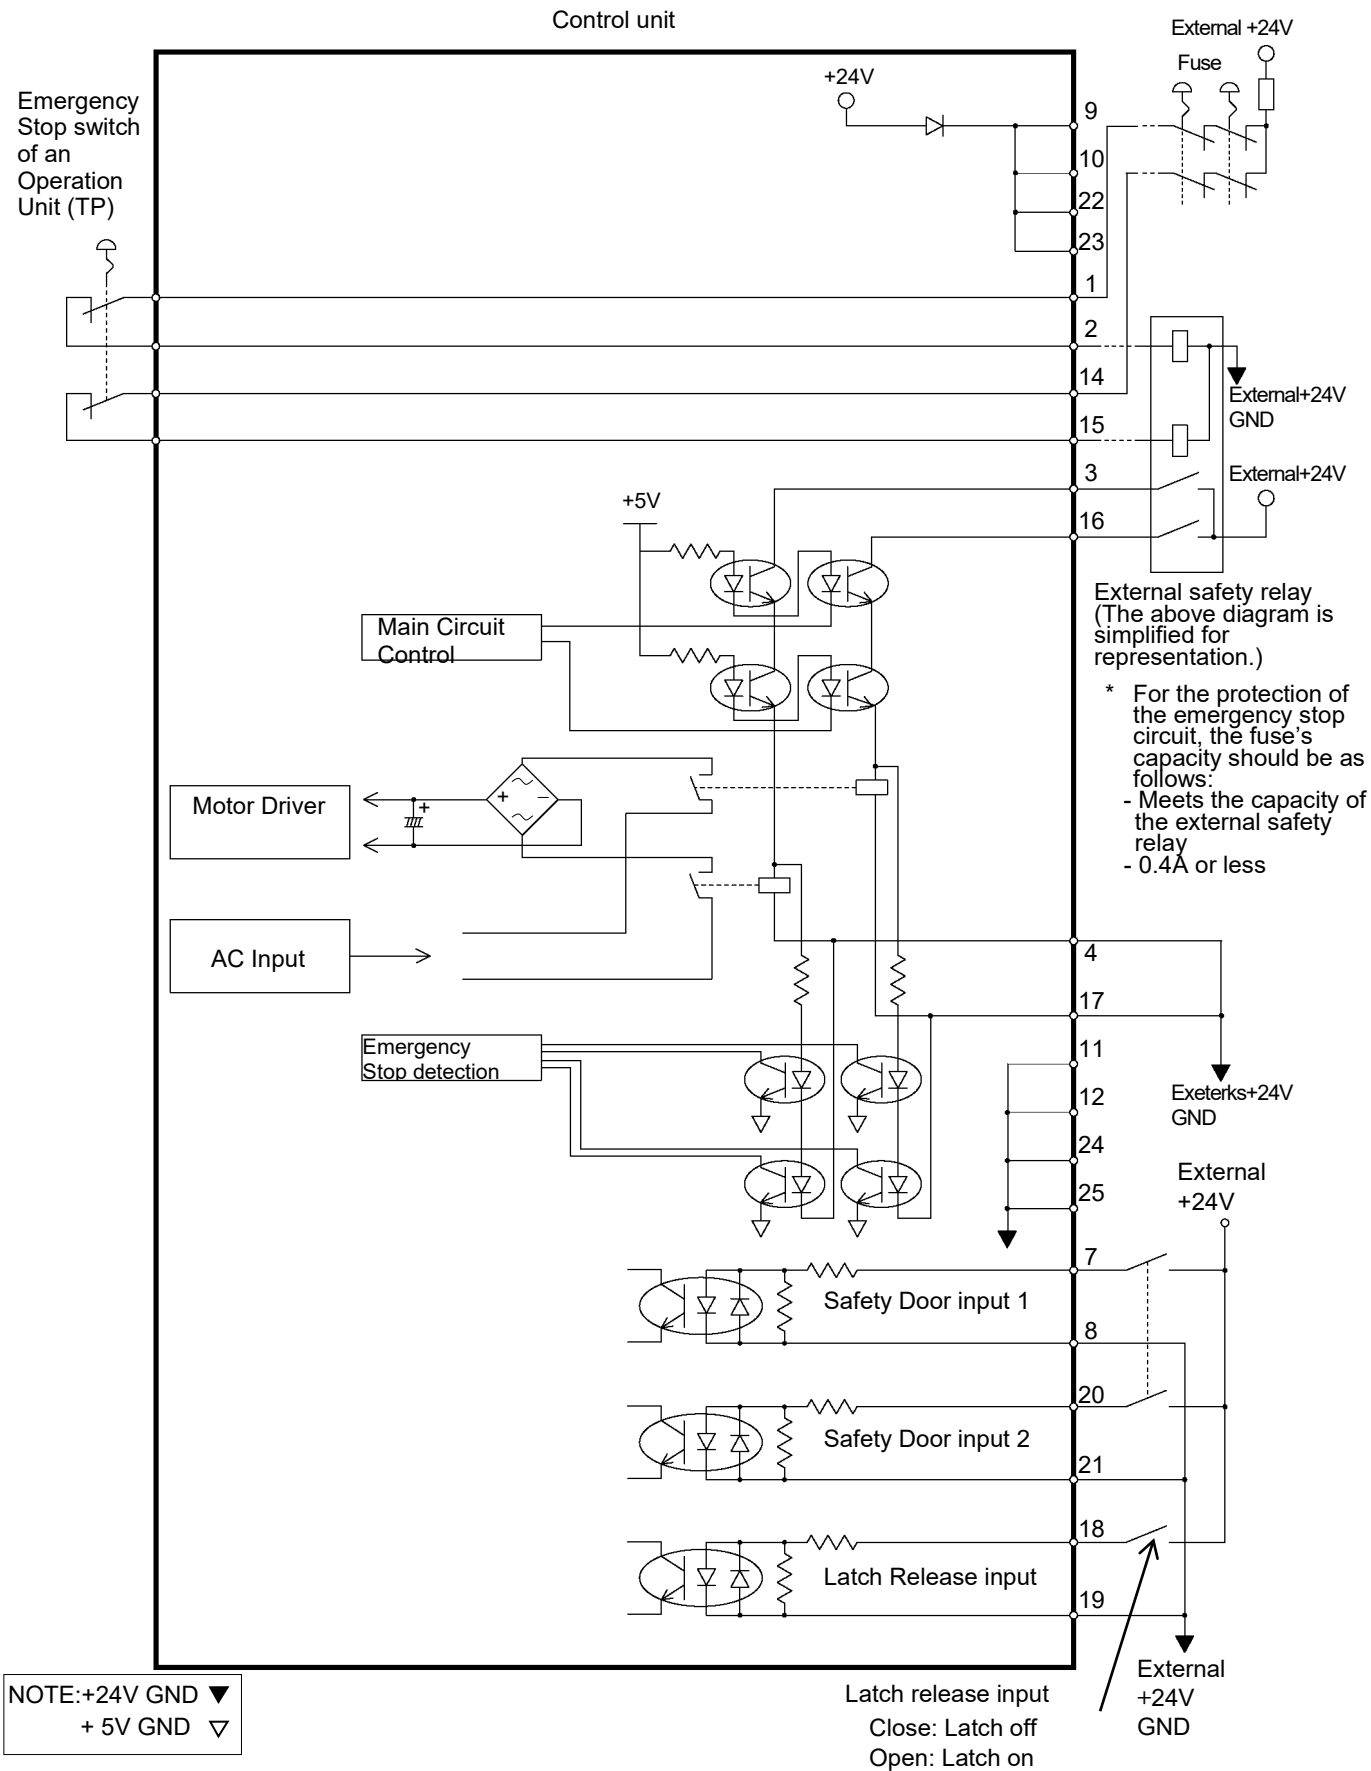 Control unit
External +24V
Fuse
+24V
Emergency
Stop switch
of an
Operation
Unit (TP)
9
10
22
23
1
2
14
External+24V
GND
15
3
External+24V
+5V
16
External safety relay
(The above diagram is
simplified for
representation.)
Main Circuit
Control
* For the protection of
the emergency stop
circuit, the fuse's
capacity should be as
follows:
- Meets the capacity of
the external safety
relay
- 0.4A or less
Motor Driver
+
-
+
AC Input
4
17
11
Emergency
Stop detection
12
Exeterks+24V
GND
24
25
External
+24V
7
Safety Door input 1
8
20
Safety Door input 2
21
18
Latch Release input
19
External
+24V
GND
NOTE:+24V GND ▼
+ 5V GND ▽
Latch release input
Close: Latch off
Open: Latch on